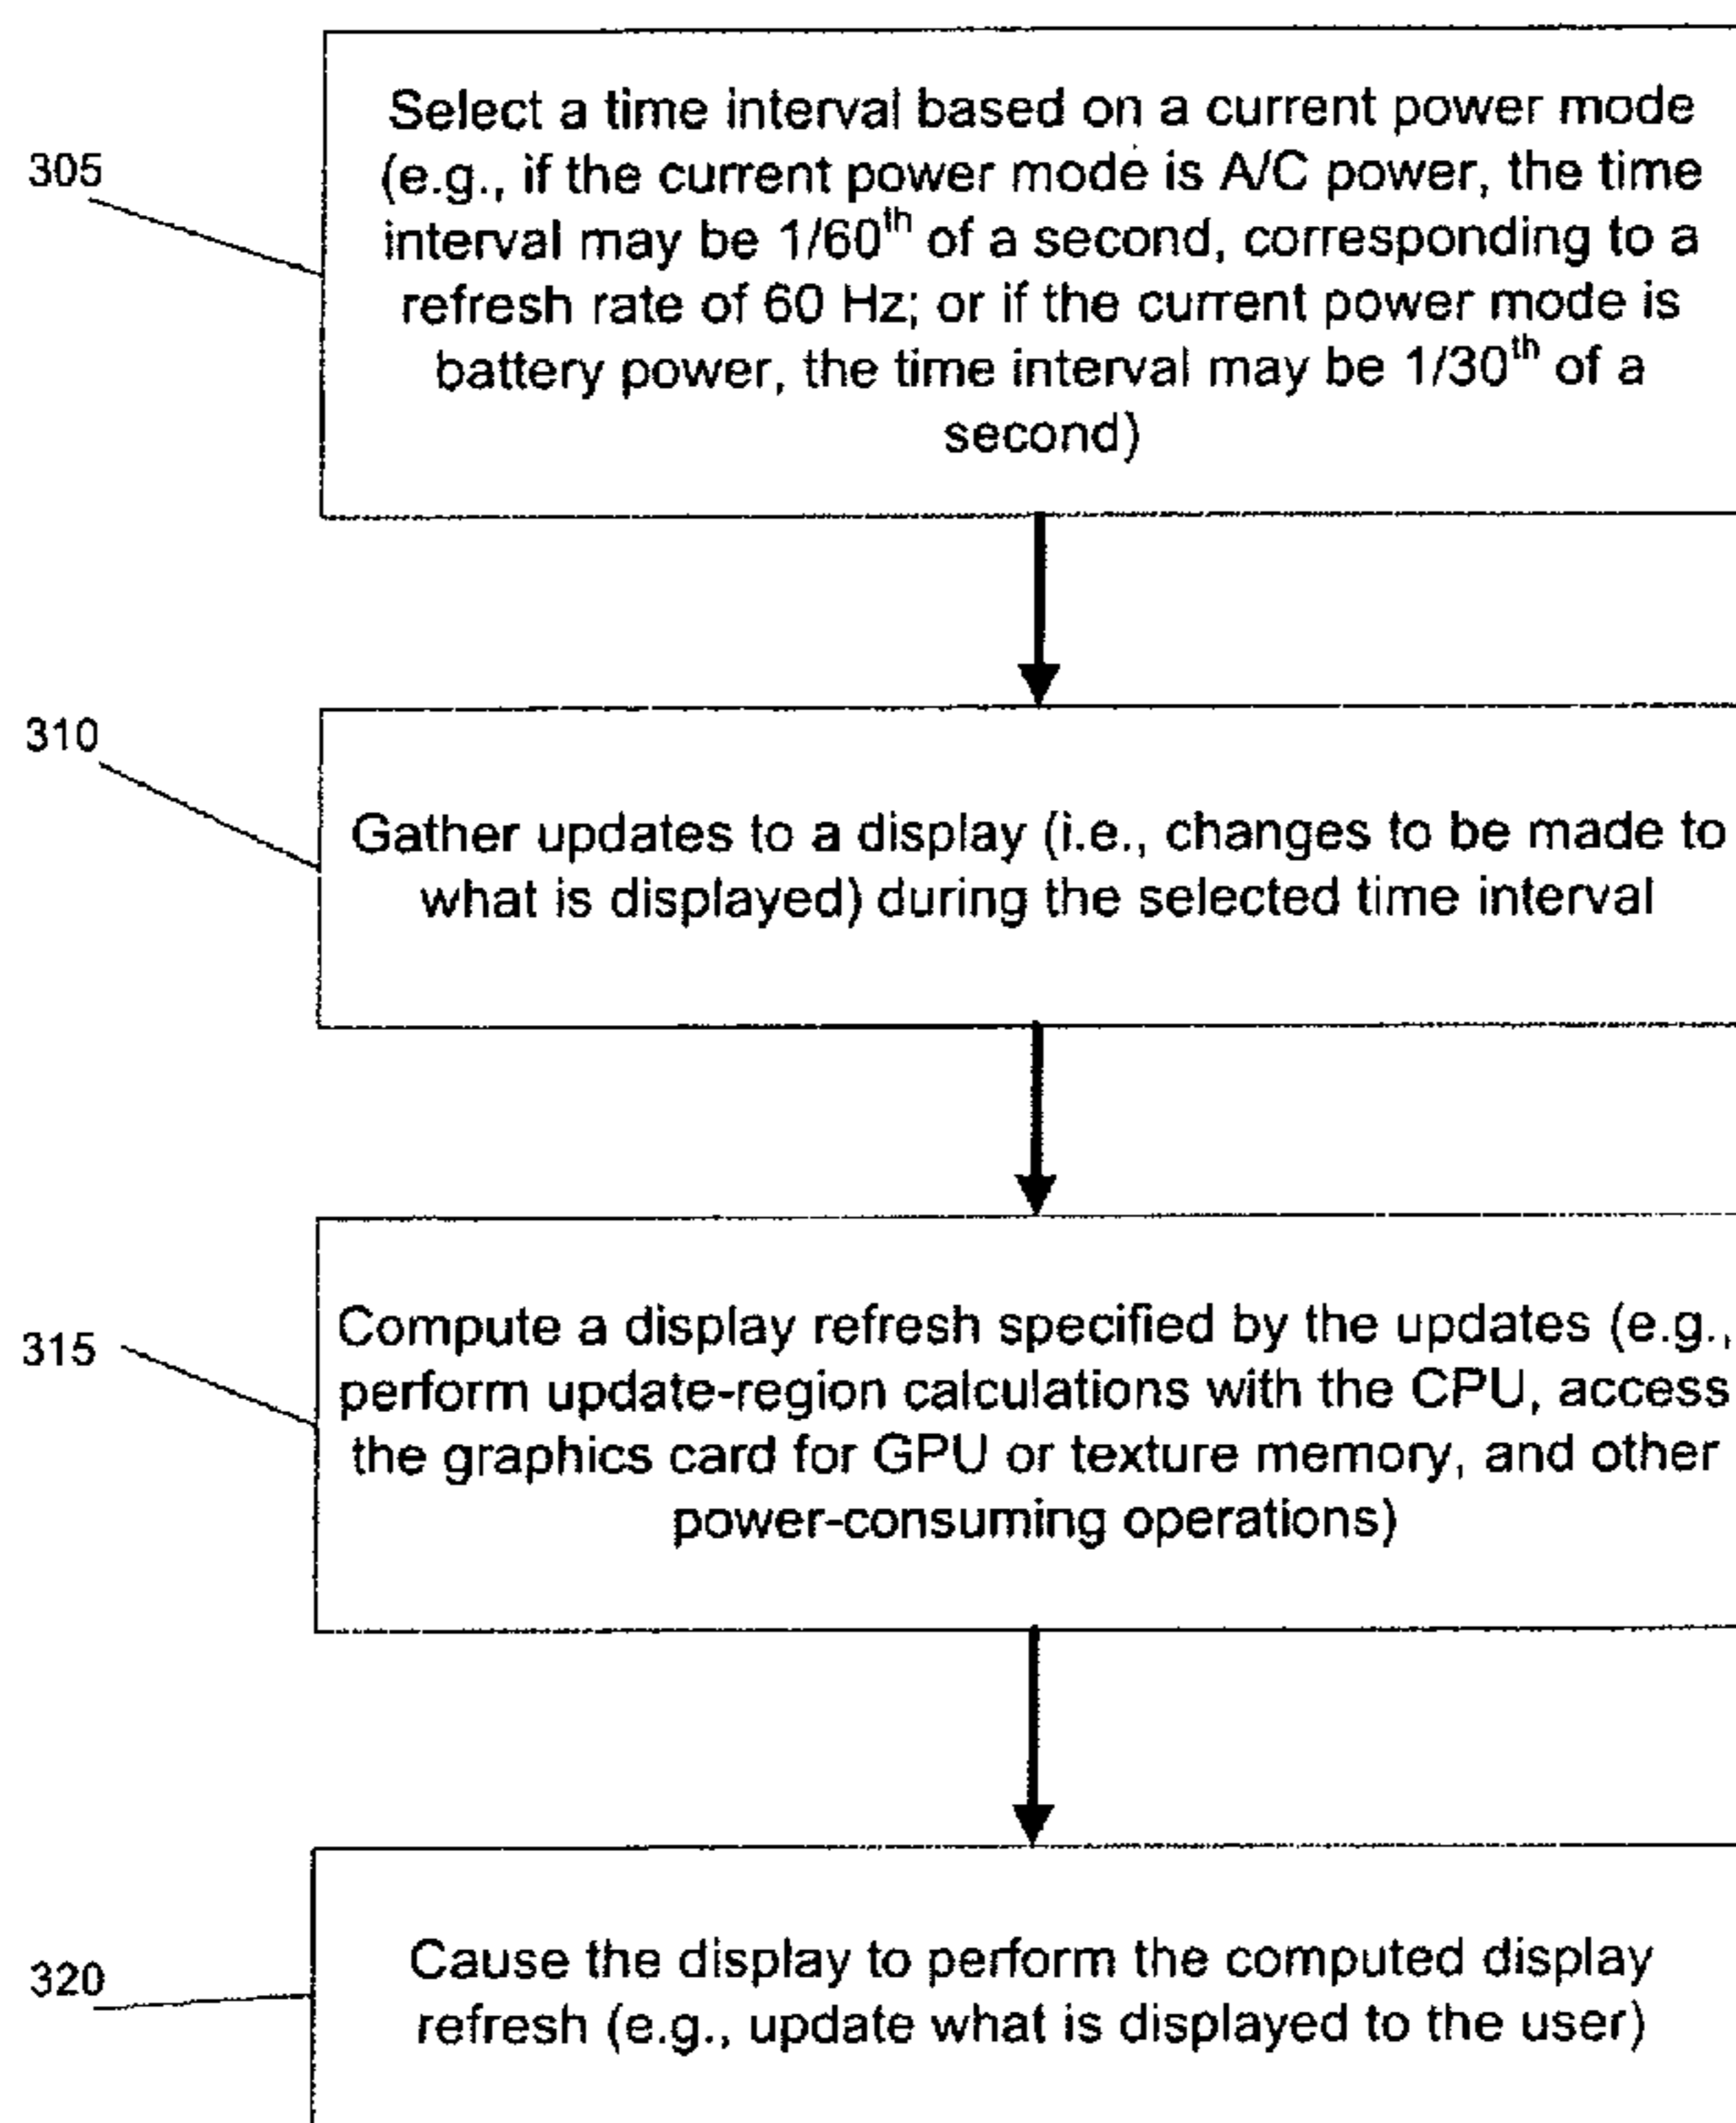 Select a time interval based on a current power mode
(e.g., if the current power mode is A/C power, the time
305
interval may be 1/60th of a second, corresponding to a
refresh rate of 60 Hz; or if the current power mode is
battery power, the time interval may be 1/30th of a
second)
310
Gather updates to a display (i.e., changes to be made to
what is displayed) during the selected time interval
Compute a display refresh specified by the updates (e.g.,
315
perform update-region calculations with the CPU, access
the graphics card for GPU or texture memory, and other
power-consuming operations)
Cause the display to perform the computed display
320
refresh (e.g., update what is displayed to the user)